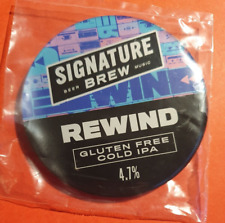 SIGNATURE
BREW
BEER
MUSIC
REWIND
GLUTEN FREE
COLD IPA
4.7%